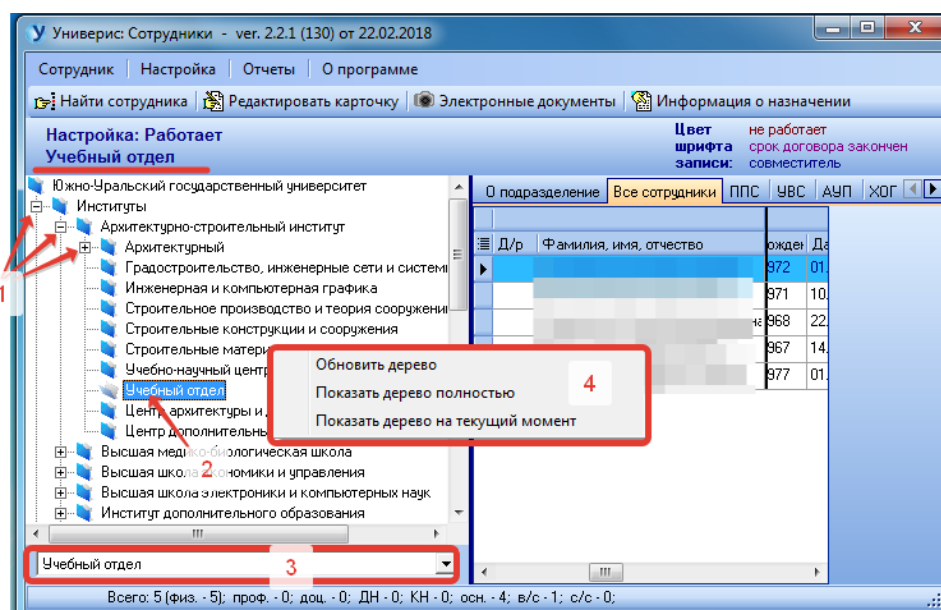 Универис: Сотрудники - ver. 2.2.1 (130) от 22.02.2018
Сотрудник Настройка Отчеты О программе
Найти сотрудника Редактировать карточку Электронные документы Информация о назначении
Настройка: Работает
Учебный отдел
Цвет шрифта записи:
не работает
срок договора закончен
совместитель
Южно-Уральский государственный университет
Институты
Архитектурно-строительный институт
Архитектурный
Градостроительство, инженерные сети и систем
Инженерная и компьютерная графика
Строительное производство и теория сооружени
Строительные конструкции и сооружения
Строительные матери
Учебно-научный центр
Учебный отдел
Центр архитектуры и
Центр дополнительны
Высшая медико-биологическая школа
Высшая школа экономики и управления
Высшая школа электроники и компьютерных наук
Институт дополнительного образования
1
2
Учебный отдел
3
Обновить дерево
Показать дерево полностью
Показать дерево на текущий момент
4
О подразделение Все сотрудники ППС УВС АУП ХОГ
Д/р Фамилия, имя, отчество ожден Да
972 01.
971 10.
на 968 22.
967 14.
977 01.
Всего: 5 (физ. - 5); проф. - 0; доц. - 0; ДН - 0; КН - 0; осн. - 4; в/с - 1; с/с - 0;